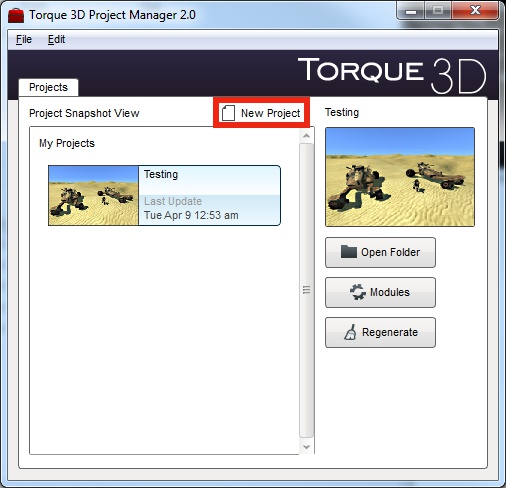 Torque 3D Project Manager 2.0
File Edit
TORQUE 3D
Projects
Project Snapshot View
New Project
Testing
My Projects
Testing
Last Update
Tue Apr 9 12:53 am
Open Folder
Modules
Regenerate